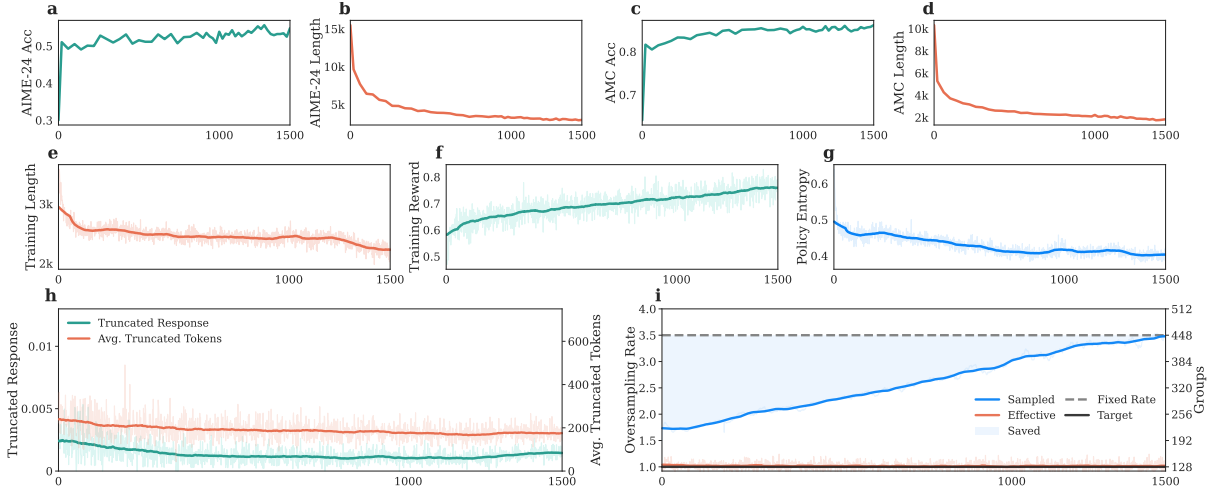 a
AIME-24 Acc
0.5
0.4
0.3
0
1000
1500
b
AIME-24 Length
15k
10k
5k
0
1000
1500
c
AMC Acc
0.8
0.7
0
1000
1500
d
AMC Length
10k
8k
6k
4k
2k
0
1000
1500
e
Training Length
3k
2k
0
1000
1500
f
Training Reward
0.8
0.7
0.6
0.5
0
1000
1500
g
Policy Entropy
0.6
0.5
0.4
0
1000
1500
h
Truncated Response
Truncated Response
Avg. Truncated Tokens
0.01
0.005
0
600
400
200
0
Avg. Truncated Tokens
0
1000
1500
i
Oversampling Rate
4.0
3.5
3.0
2.5
2.0
1.5
1.0
Sampled
Effective
Saved
Fixed Rate
Target
512
448
384
320
256
192
128
Groups
0
1000
1500